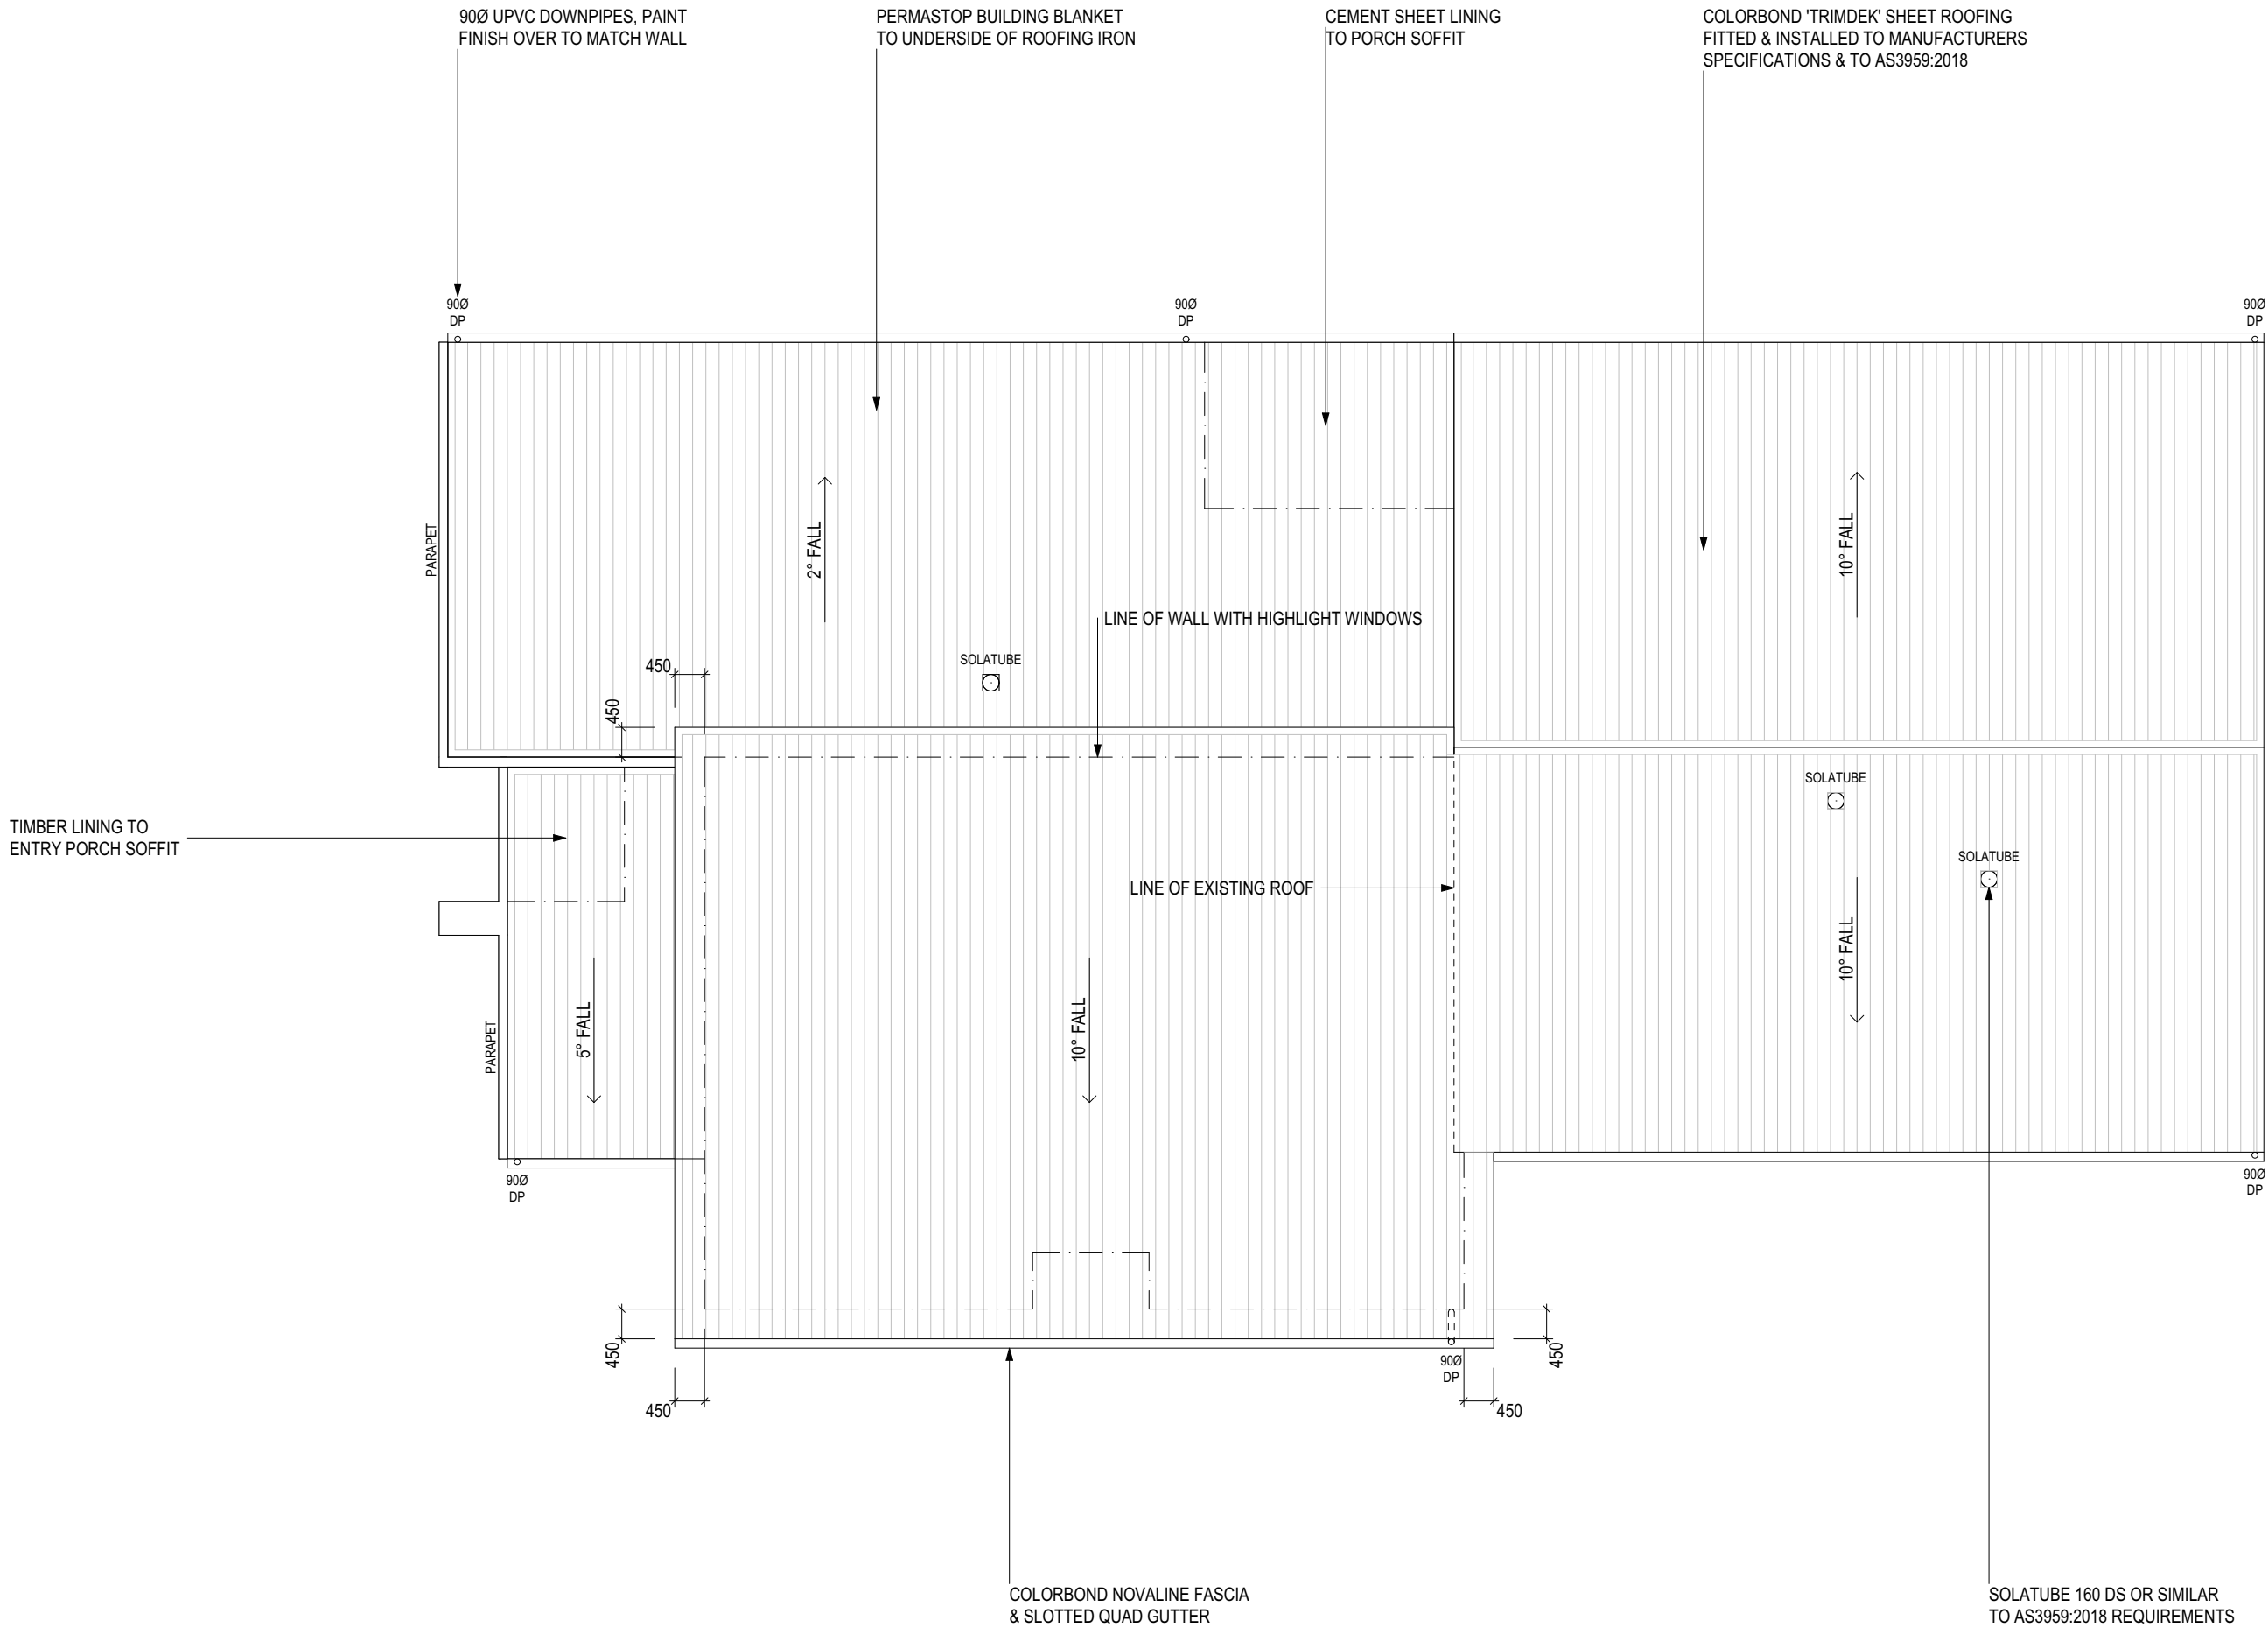 90Ø UPVC DOWNPIPES, PAINT
FINISH OVER TO MATCH WALL
PERMASTOP BUILDING BLANKET
TO UNDERSIDE OF ROOFING IRON
CEMENT SHEET LINING
TO PORCH SOFFIT
COLORBOND 'TRIMDEK' SHEET ROOFING
FITTED & INSTALLED TO MANUFACTURERS
SPECIFICATIONS & TO AS3959:2018
90Ø
DP
90Ø
DP
90Ø
DP
PARAPET
2° FALL
10° FALL
LINE OF WALL WITH HIGHLIGHT WINDOWS
SOLATUBE
450
450
SOLATUBE
TIMBER LINING TO
ENTRY PORCH SOFFIT
SOLATUBE
LINE OF EXISTING ROOF
10° FALL
PARAPET
5° FALL
10° FALL
90Ø
DP
90Ø
DP
450
450
90Ø
DP
450
450
COLORBOND NOVALINE FASCIA
& SLOTTED QUAD GUTTER
SOLATUBE 160 DS OR SIMILAR
TO AS3959:2018 REQUIREMENTS